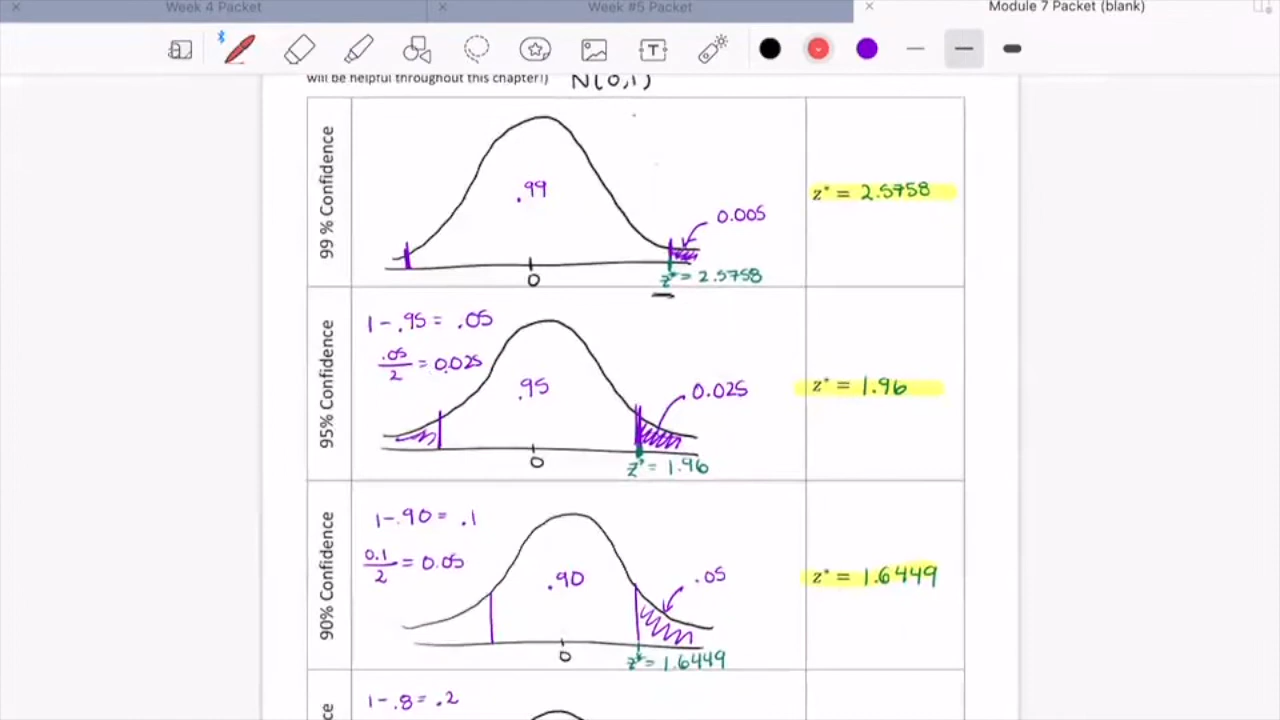 Week 4 Packet
Week #5 Packet
Module 7 Packet (blank)
will be helpful throughout this chapter!) N(0,1)
99 % Confidence
.99
0.005
0
z* = 2.5758
z* = 2.5758
95% Confidence
1-.95= .05
.05/2 = 0.025
.95
0.025
0
z* = 1.96
z* = 1.96
90% Confidence
1-.90= .1
0.1/2 = 0.05
.90
.05
0
z* = 1.6449
z* = 1.6449
1-.8= .2